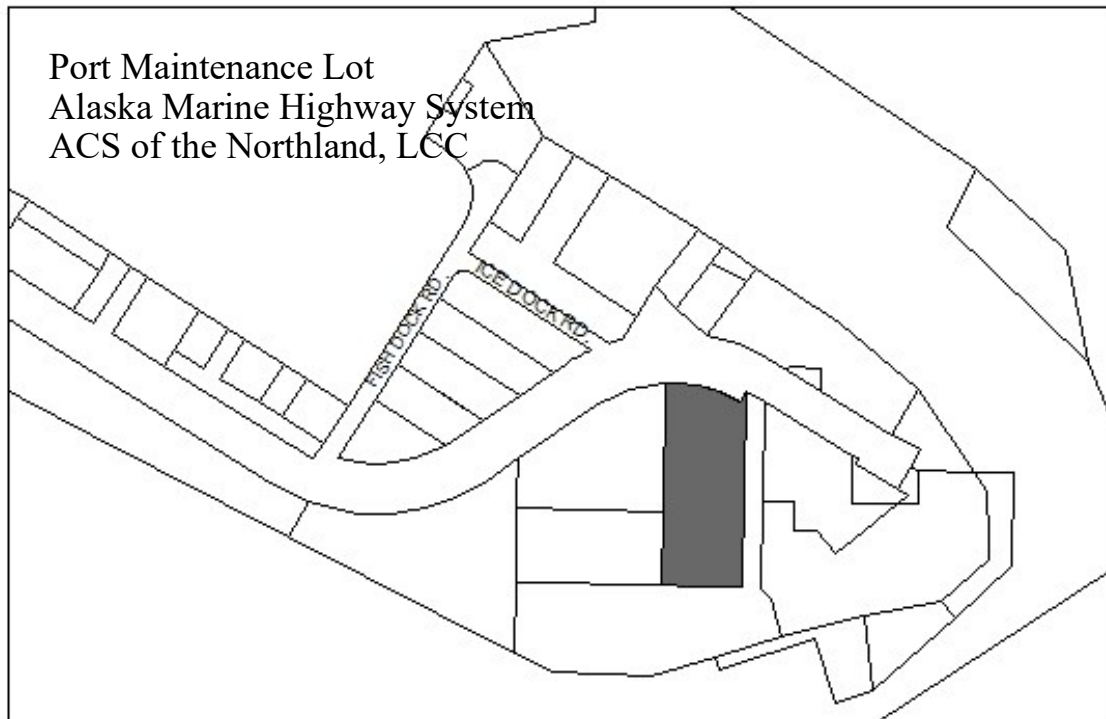 Port Maintenance Lot
Alaska Marine Highway System
ACS of the Northland, LCC
ICE DOCK RD.
FISH DOCK RD.